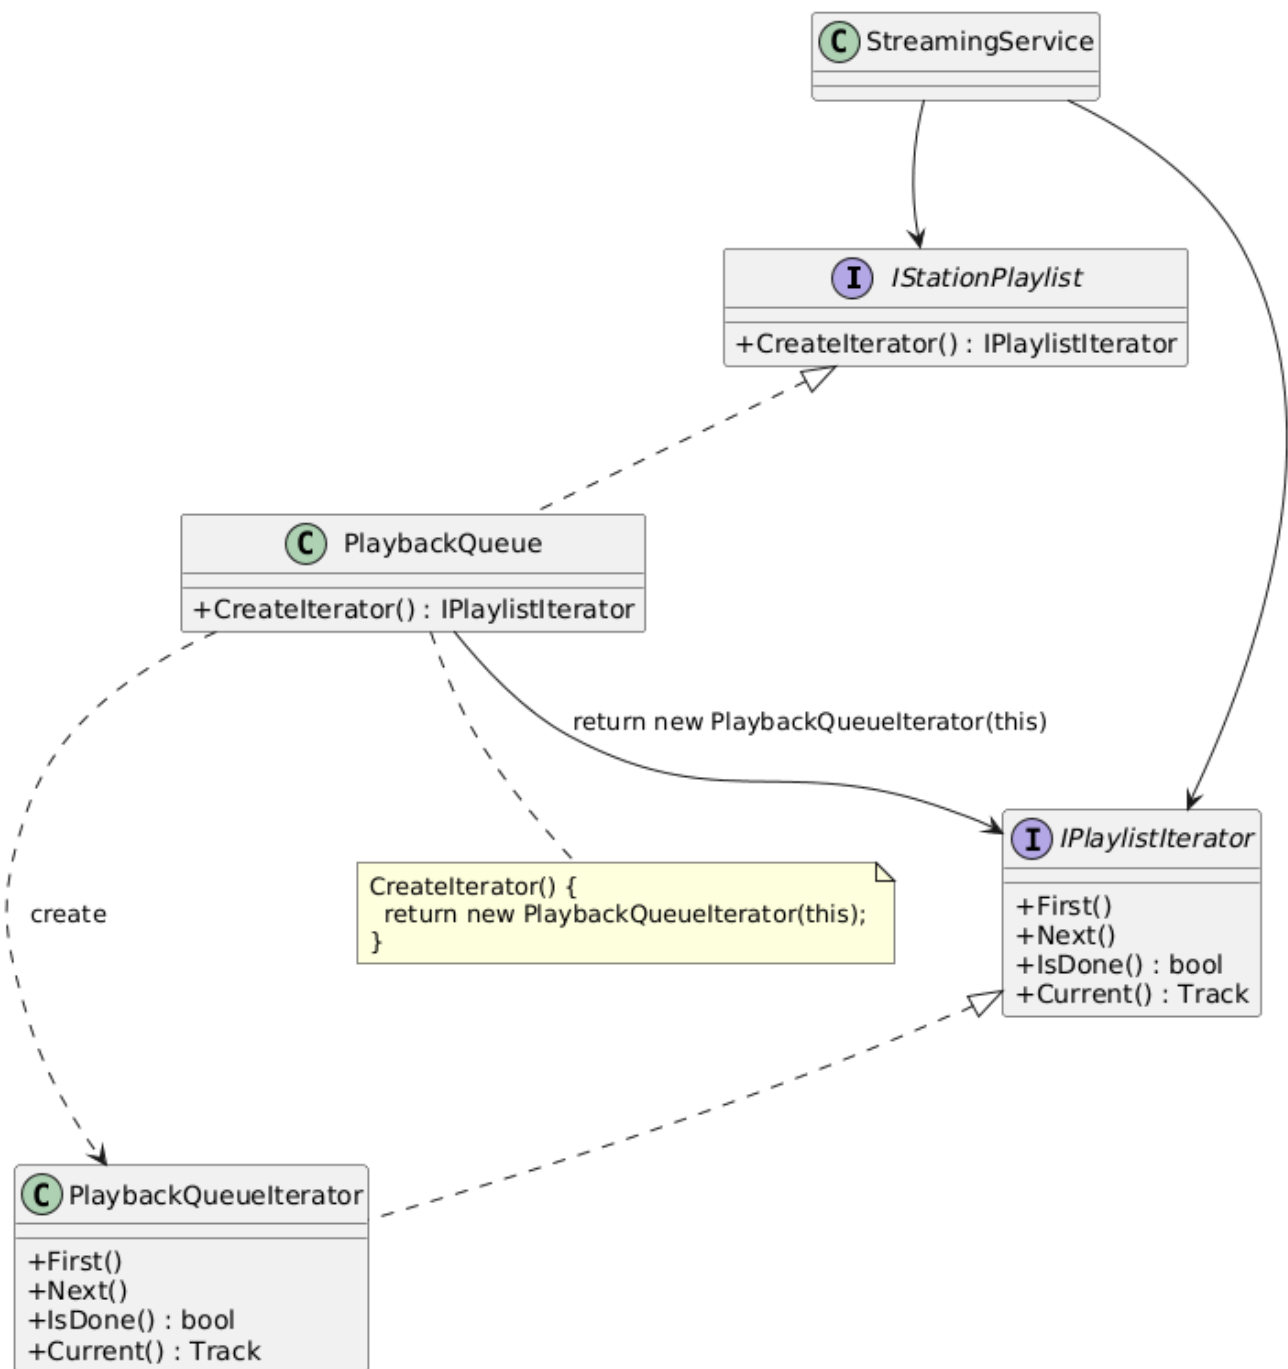 C StreamingService
I IStationPlaylist
+CreateIterator() : IPlaylistIterator
C PlaybackQueue
+CreateIterator() : IPlaylistIterator
return new PlaybackQueueIterator(this)
I IPlaylistIterator
+First()
+Next()
+IsDone() : bool
+Current() : Track
CreateIterator() {
  return new PlaybackQueueIterator(this);
}
create
C PlaybackQueueIterator
+First()
+Next()
+IsDone() : bool
+Current() : Track